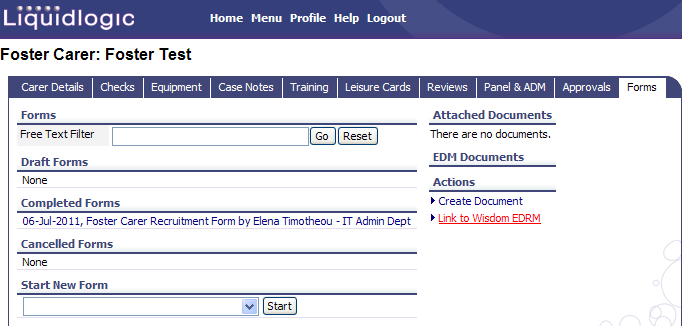 Liquidlogic
Home Menu Profile Help Logout
Foster Carer: Foster Test
Carer Details Checks Equipment Case Notes Training Leisure Cards Reviews Panel & ADM Approvals Forms
Forms
Free Text Filter Go Reset
Draft Forms
None
Completed Forms
06-Jul-2011, Foster Carer Recruitment Form by Elena Timotheou - IT Admin Dept
Cancelled Forms
None
Start New Form
Start
Attached Documents
There are no documents.
EDM Documents
Actions
Create Document
Link to Wisdom EDRM